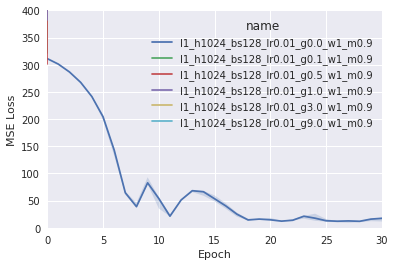 name
l1_h1024_bs128_lr0.01_g0.0_w1_m0.9
l1_h1024_bs128_lr0.01_g0.1_w1_m0.9
l1_h1024_bs128_lr0.01_g0.5_w1_m0.9
l1_h1024_bs128_lr0.01_g1.0_w1_m0.9
l1_h1024_bs128_lr0.01_g3.0_w1_m0.9
l1_h1024_bs128_lr0.01_g9.0_w1_m0.9
MSE Loss
400
350
300
250
200
150
100
50
0
0 5 10 15 20 25 30
Epoch